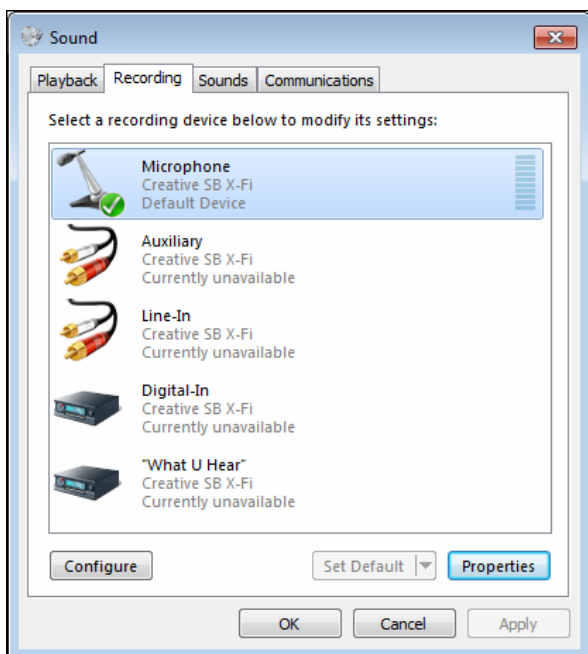 Sound
Playback Recording Sounds Communications
Select a recording device below to modify its settings:
Microphone
Creative SB X-Fi
Default Device
Auxiliary
Creative SB X-Fi
Currently unavailable
Line-In
Creative SB X-Fi
Currently unavailable
Digital-In
Creative SB X-Fi
Currently unavailable
"What U Hear"
Creative SB X-Fi
Currently unavailable
Configure Set Default Properties
OK Cancel Apply